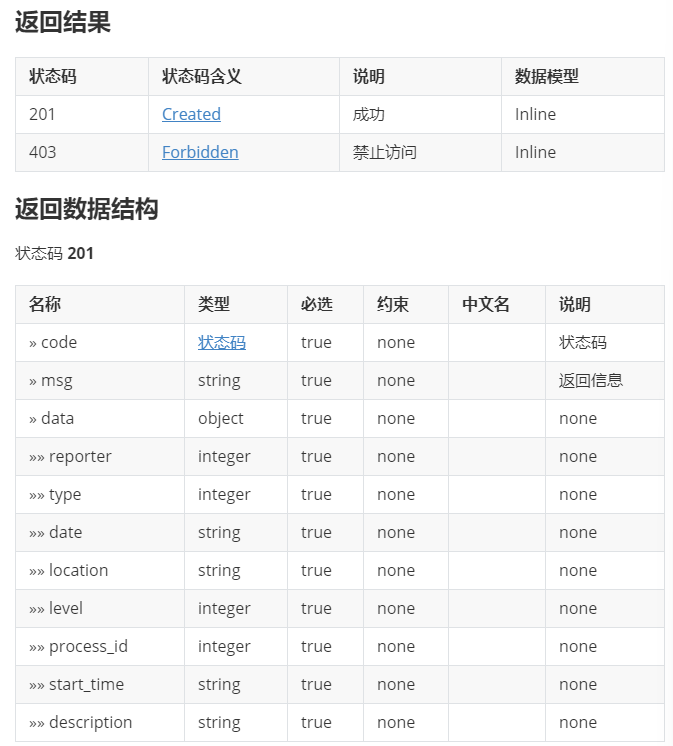 返回结果
状态码 状态码含义 说明 数据模型
201 Created 成功 Inline
403 Forbidden 禁止访问 Inline
返回数据结构
状态码 201
名称 类型 必选 约束 中文名 说明
» code 状态码 true none 状态码
» msg string true none 返回信息
» data object true none none
»» reporter integer true none none
»» type integer true none none
»» date string true none none
»» location string true none none
»» level integer true none none
»» process_id integer true none none
»» start_time string true none none
»» description string true none none